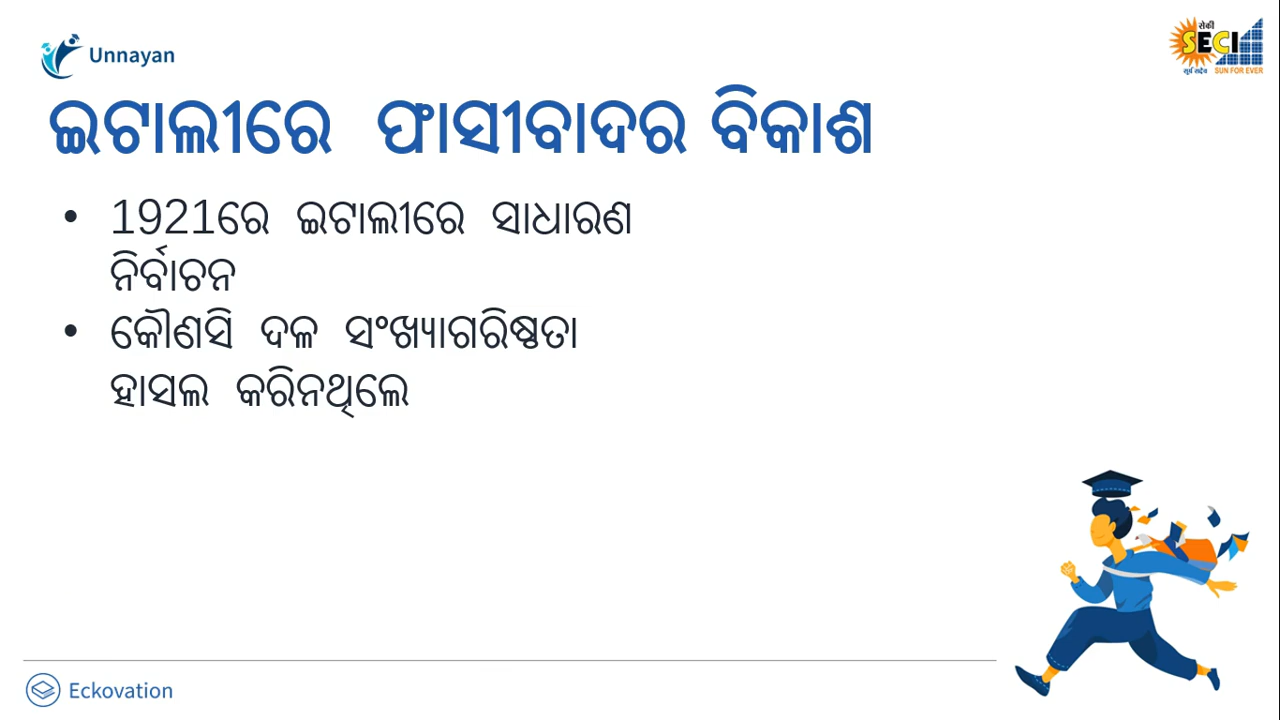 Unnayan
सेकी
SECI
सूर्य सदैव SUN FOR EVER
ଇଟାଲୀରେ ଫାସୀବାଦର ବିକାଶ
• 1921ରେ ଇଟାଲୀରେ ସାଧାରଣ
ନିର୍ବାଚନ
• କୌଣସି ଦଳ ସଂଖ୍ୟାଗରିଷ୍ଠତା
ହାସଲ କରିନଥିଲେ
Eckovation